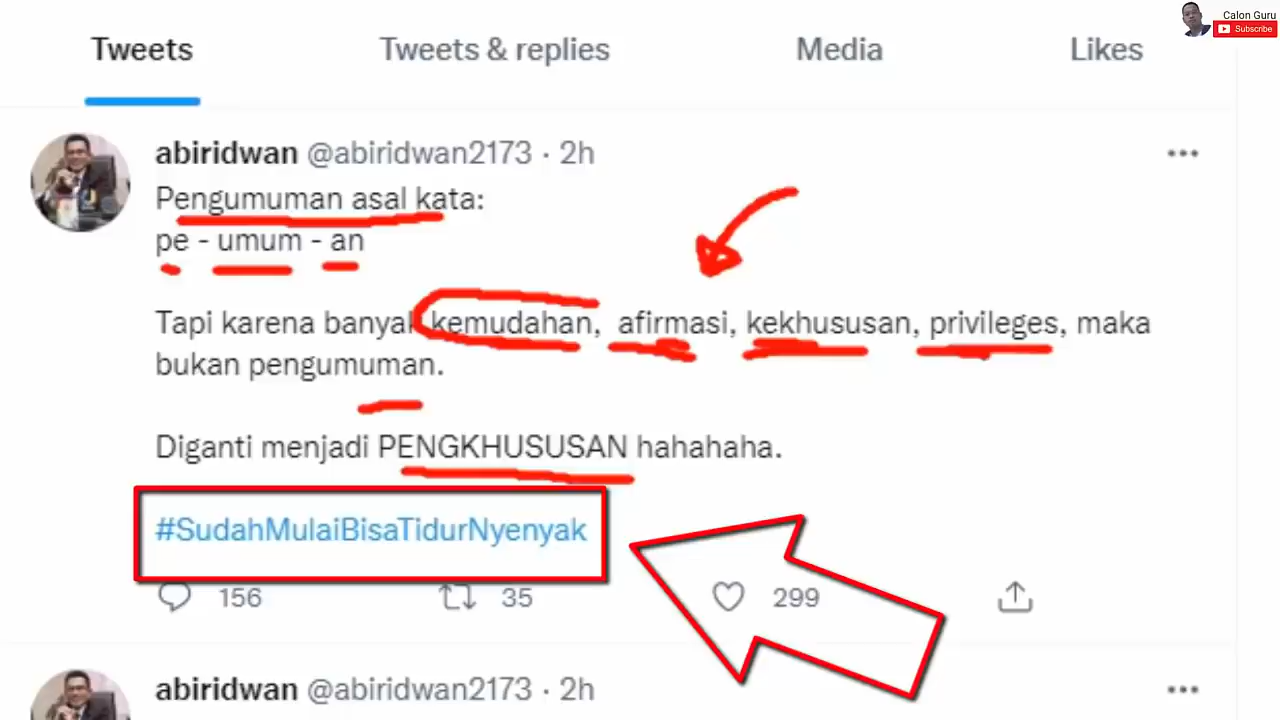 Calon Guru
Subscribe
Tweets Tweets & replies Media Likes
abiridwan @abiridwan2173 · 2h
Pengumuman asal kata:
pe - umum - an
Tapi karena banyak kemudahan, afirmasi, kekhususan, privileges, maka
bukan pengumuman.
Diganti menjadi PENGKHUSUSAN hahahaha.
#SudahMulaiBisaTidurNyenyak
156 35 299
abiridwan @abiridwan2173 · 2h